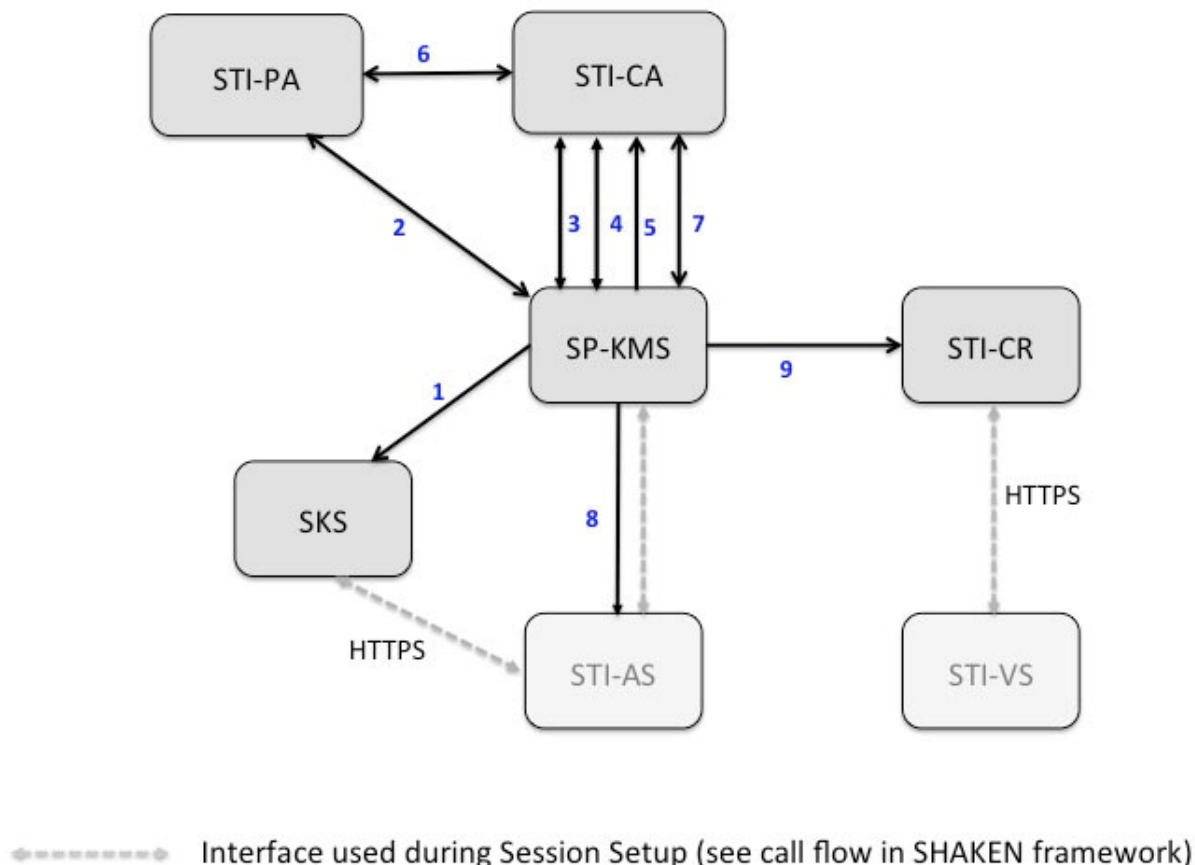 STI-PA
6
STI-CA
2
3
4
5
7
SP-KMS
STI-CR
9
1
SKS
8
HTTPS
HTTPS
STI-AS
STI-VS
Interface used during Session Setup (see call flow in SHAKEN framework)